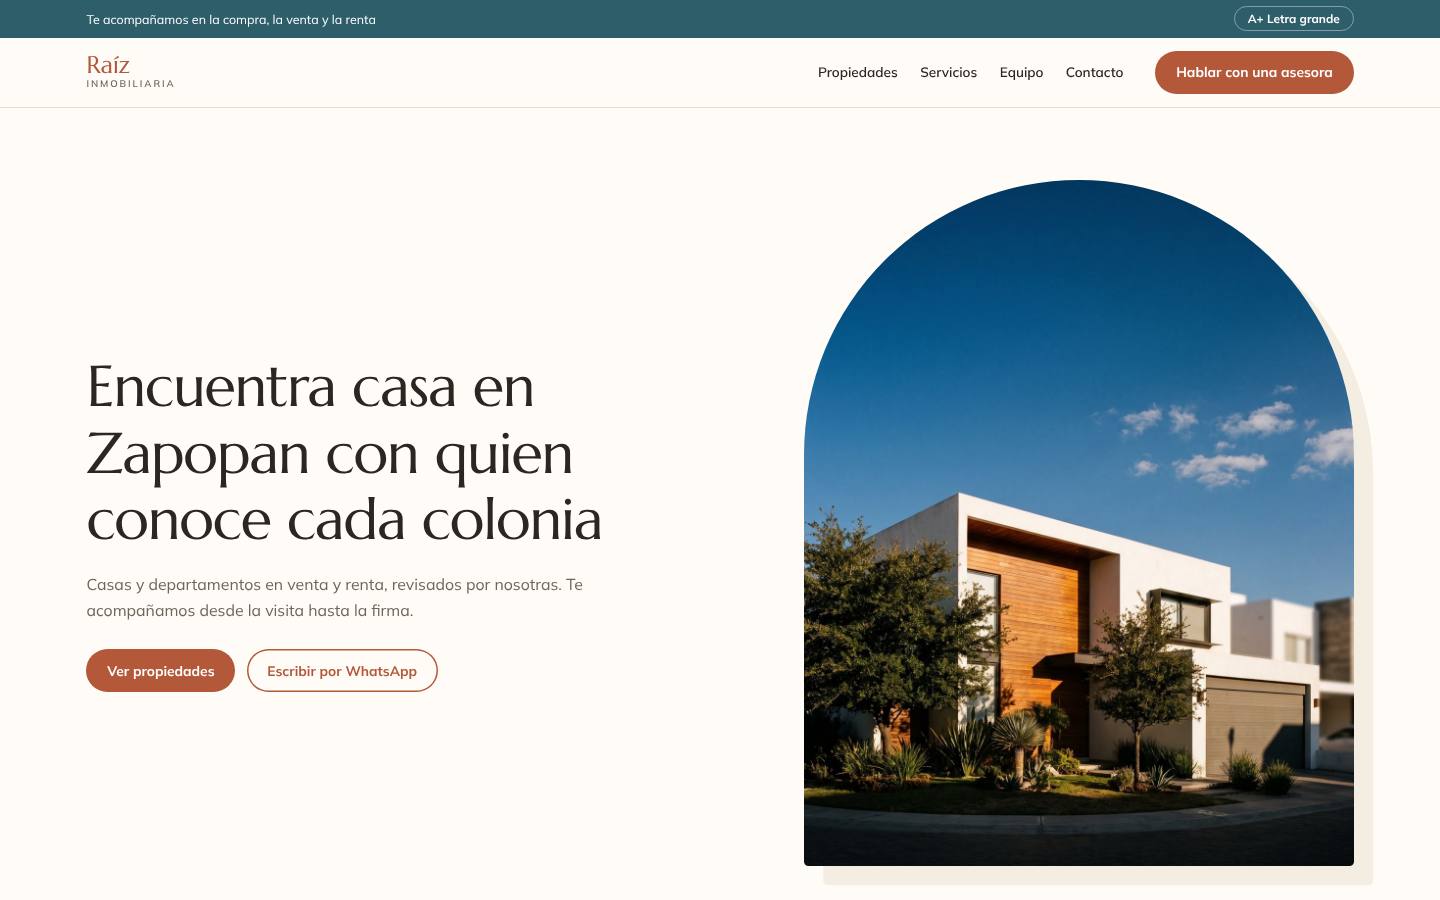 Te acompañamos en la compra, la venta y la renta
A+ Letra grande
Raíz
INMOBILIARIA
Propiedades
Servicios
Equipo
Contacto
Hablar con una asesora
Encuentra casa en
Zapopan con quien
conoce cada colonia
Casas y departamentos en venta y renta, revisados por nosotras. Te
acompañamos desde la visita hasta la firma.
Ver propiedades
Escribir por WhatsApp